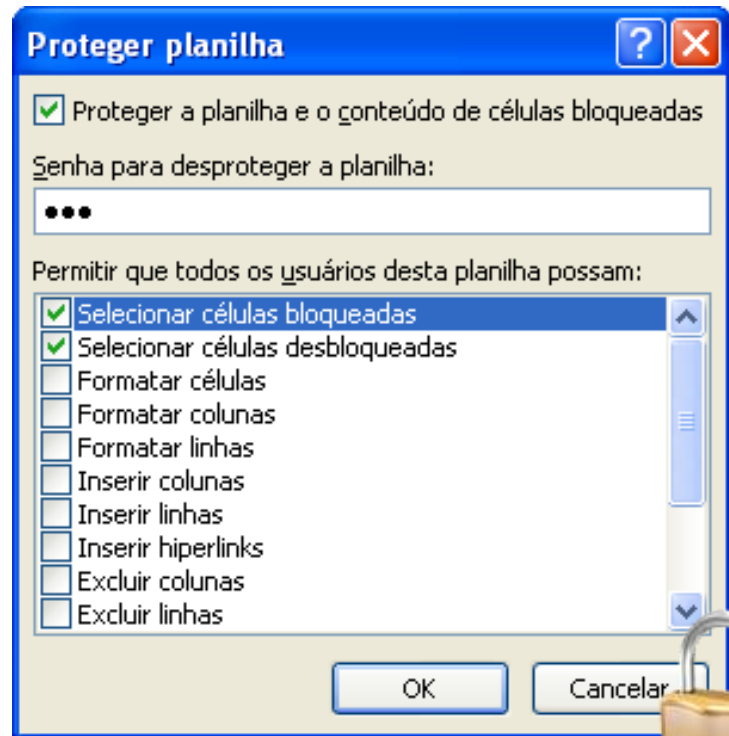 Proteger planilha
Proteger a planilha e o conteúdo de células bloqueadas
Senha para desproteger a planilha:
•••
Permitir que todos os usuários desta planilha possam:
Selecionar células bloqueadas
Selecionar células desbloqueadas
Formatar células
Formatar colunas
Formatar linhas
Inserir colunas
Inserir linhas
Inserir hiperlinks
Excluir colunas
Excluir linhas
OK
Cancelar